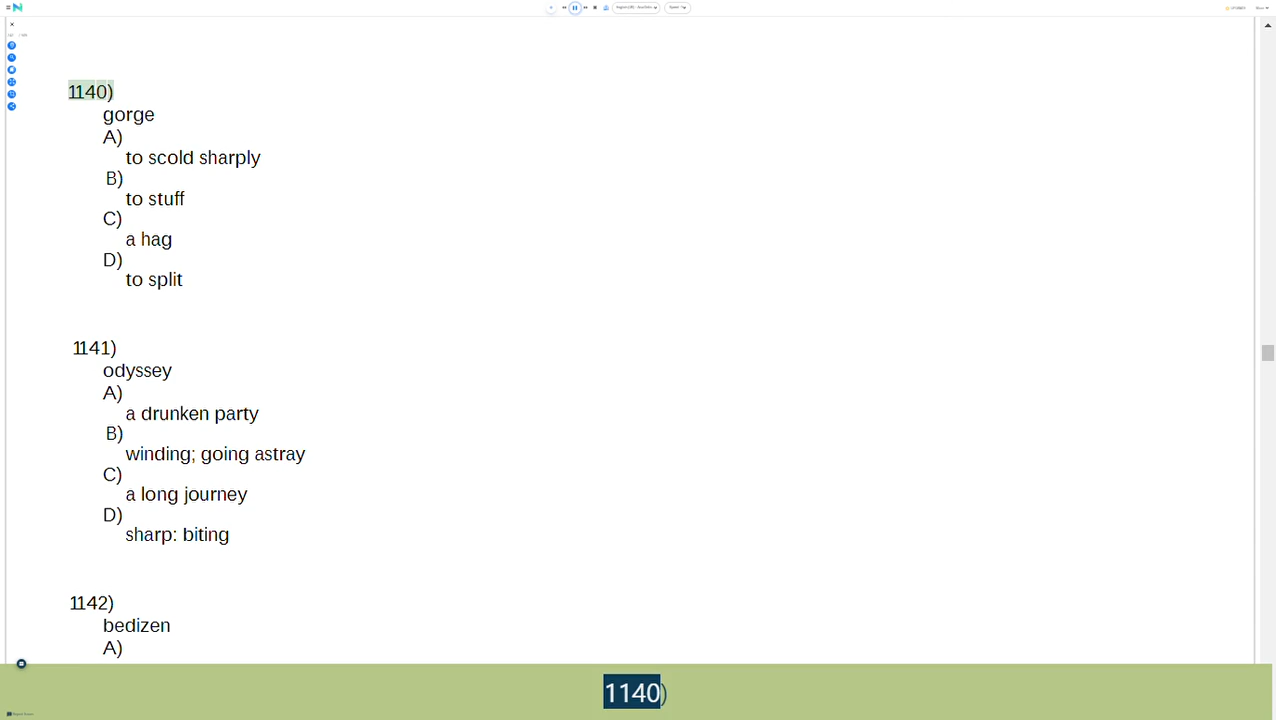 1140)
gorge
A)
to scold sharply
B)
to stuff
C)
a hag
D)
to split
1141)
odyssey
A)
a drunken party
B)
winding; going astray
C)
a long journey
D)
sharp: biting
1142)
bedizen
A)
1140)